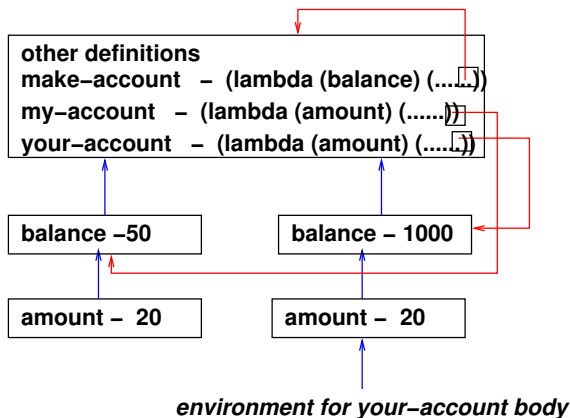 other definitions
make−account − (lambda (balance) (......))
my−account − (lambda (amount) (......))
your−account − (lambda (amount) (......))
balance −50
balance − 1000
amount − 20
amount − 20
environment for your−account body